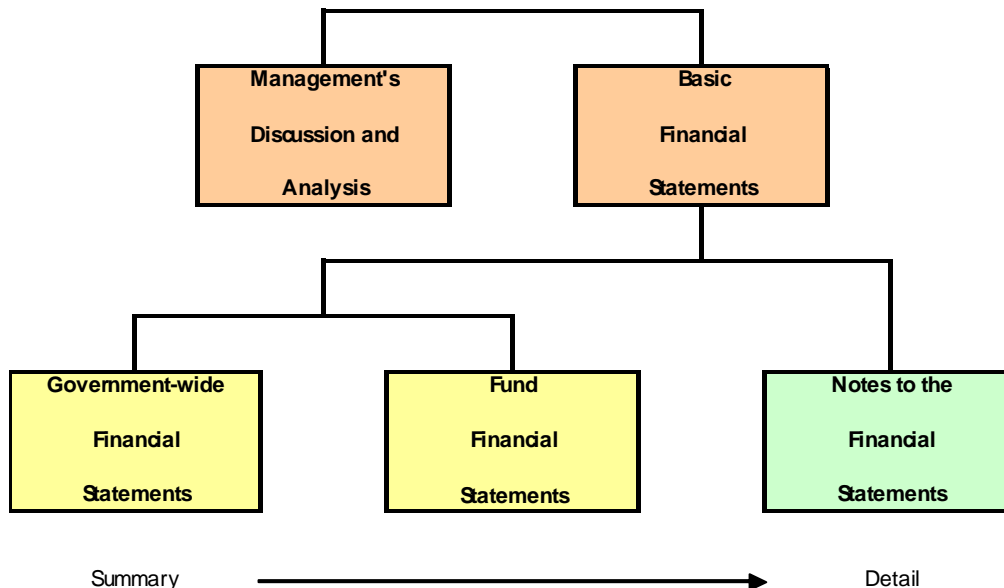 Management's
Discussion and
Analysis
Basic
Financial
Statements
Government-wide
Financial
Statements
Fund
Financial
Statements
Notes to the
Financial
Statements
Summary
Detail